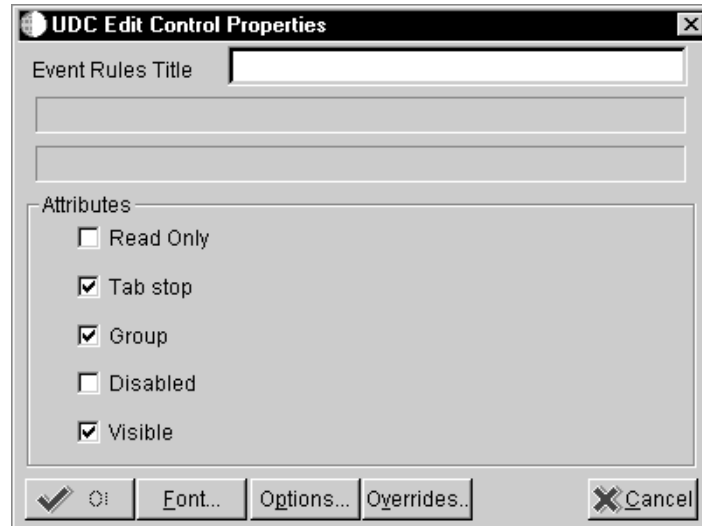 UDC Edit Control Properties
Event Rules Title
Attributes
Read Only
Tab stop
Group
Disabled
Visible
Font... Options... Overrides.. Cancel